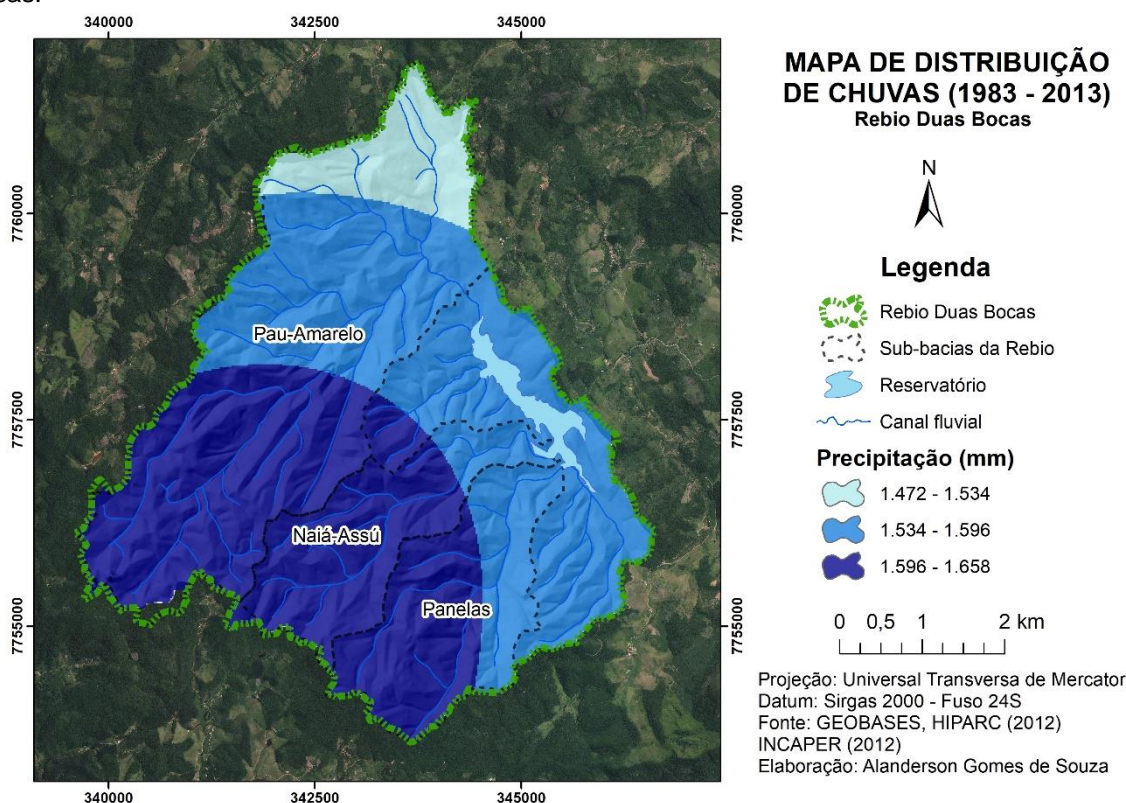 340000
342500
345000
7760000
7757500
7755000
Pau-Amarelo
Naiá-Assú
Panelas
7760000
7757500
7755000
340000
342500
345000
MAPA DE DISTRIBUIÇÃO
DE CHUVAS (1983 - 2013)
Rebio Duas Bocas
N
Legenda
Rebio Duas Bocas
Sub-bacias da Rebio
Reservatório
Canal fluvial
Precipitação (mm)
1.472 - 1.534
1.534 - 1.596
1.596 - 1.658
0 0,5 1 2 km
Projeção: Universal Transversa de Mercator
Datum: Sirgas 2000 - Fuso 24S
Fonte: GEOBASES, HIPARC (2012)
INCAPER (2012)
Elaboração: Alanderson Gomes de Souza